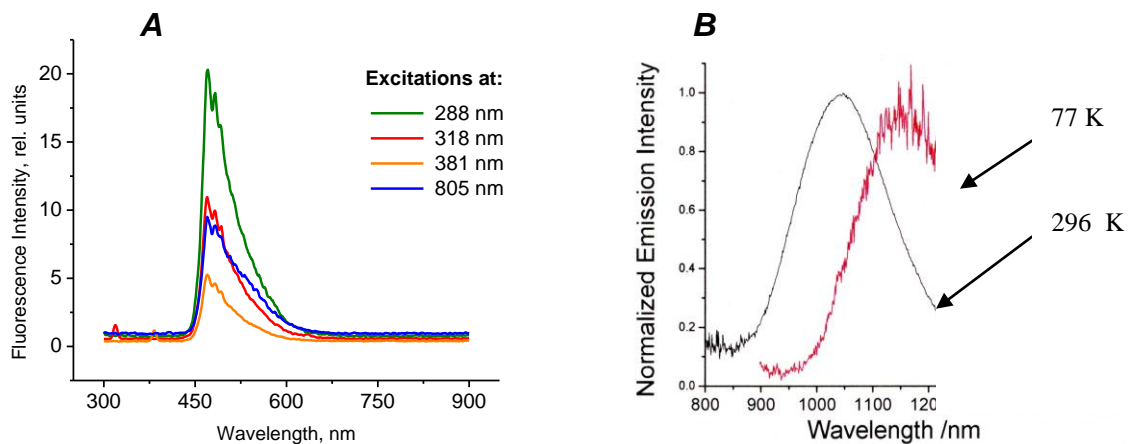 A
Fluorescence Intensity, rel. units
20
15
10
5
0
300
450
600
750
900
Wavelength, nm
Excitations at:
288 nm
318 nm
381 nm
805 nm
B
Normalized Emission Intensity
1.0
0.8
0.6
0.4
0.2
0.0
800
900
1000
1100
120
Wavelength /nm
77 K
296 K